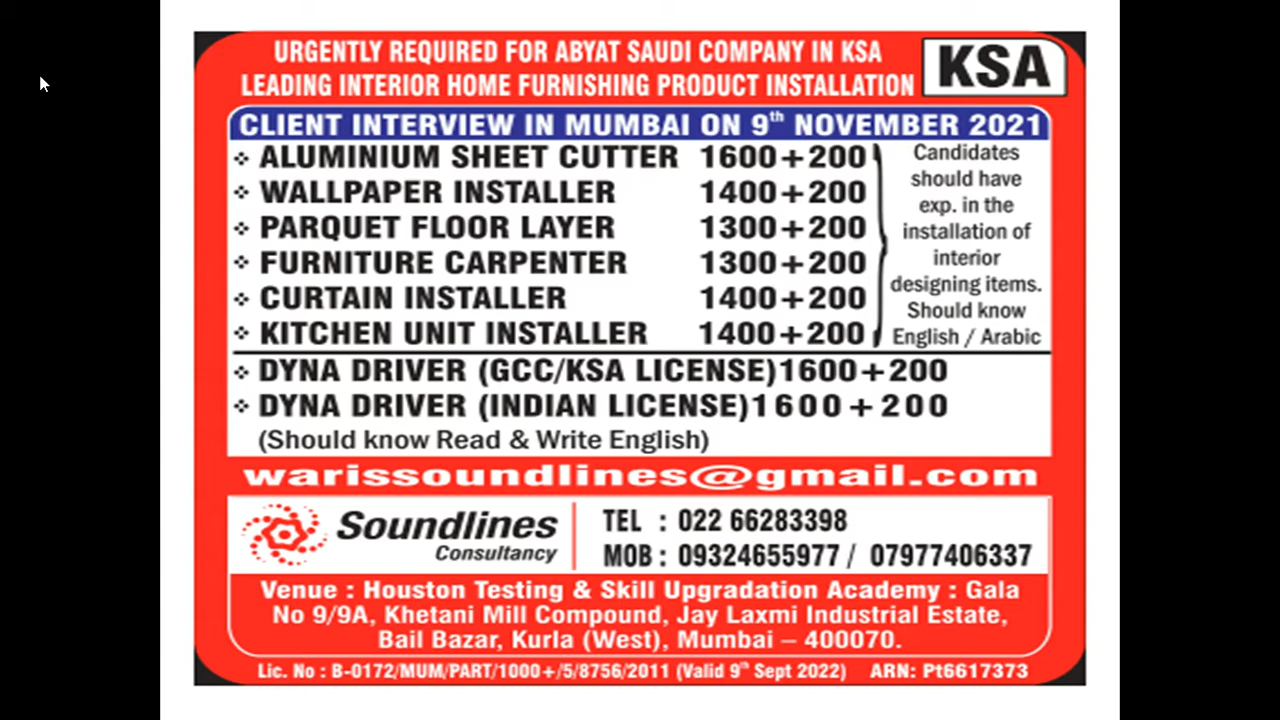 URGENTLY REQUIRED FOR ABYAT SAUDI COMPANY IN KSA
LEADING INTERIOR HOME FURNISHING PRODUCT INSTALLATION
KSA
CLIENT INTERVIEW IN MUMBAI ON 9th NOVEMBER 2021
❖ ALUMINIUM SHEET CUTTER 1600+200
❖ WALLPAPER INSTALLER 1400+200
❖ PARQUET FLOOR LAYER 1300+200
❖ FURNITURE CARPENTER 1300+200
❖ CURTAIN INSTALLER 1400+200
❖ KITCHEN UNIT INSTALLER 1400+200
Candidates
should have
exp. in the
installation of
interior
designing items.
Should know
English / Arabic
❖ DYNA DRIVER (GCC/KSA LICENSE)1600+200
❖ DYNA DRIVER (INDIAN LICENSE)1600+200
(Should know Read & Write English)
warissoundlines@gmail.com
Soundlines
Consultancy
TEL : 022 66283398
MOB : 09324655977 / 07977406337
Venue : Houston Testing & Skill Upgradation Academy : Gala
No 9/9A, Khetani Mill Compound, Jay Laxmi Industrial Estate,
Bail Bazar, Kurla (West), Mumbai – 400070.
Lic. No : B-0172/MUM/PART/1000+/5/8756/2011 (Valid 9th Sept 2022) ARN: Pt6617373